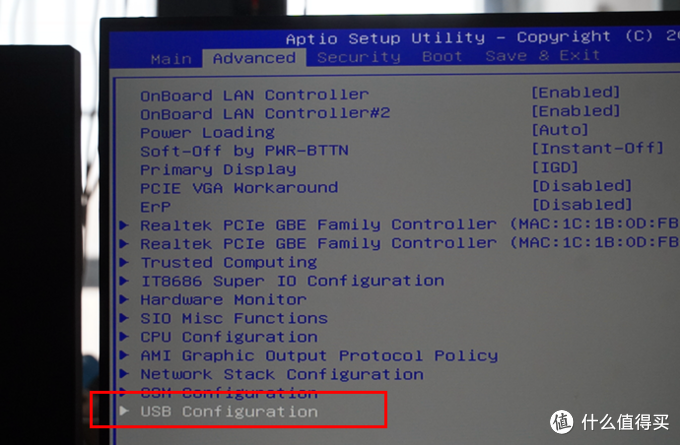 Aptio Setup Utility - Copyright (C) 20
Main Advanced Security Boot Save & Exit
OnBoard LAN Controller [Enabled]
OnBoard LAN Controller#2 [Enabled]
Power Loading [Auto]
Soft-Off by PWR-BTTN [Instant-Off]
Primary Display [IGD]
PCIE VGA Workaround [Disabled]
ErP [Disabled]
▶ Realtek PCIe GBE Family Controller (MAC:1C:1B:0D:FB
▶ Realtek PCIe GBE Family Controller (MAC:1C:1B:0D:FB
▶ Trusted Computing
▶ IT8686 Super IO Configuration
▶ Hardware Monitor
▶ SIO Misc Functions
▶ CPU Configuration
▶ AMI Graphic Output Protocol Policy
▶ Network Stack Configuration
▶ CSM Configuration
▶ USB Configuration
值 什么值得买